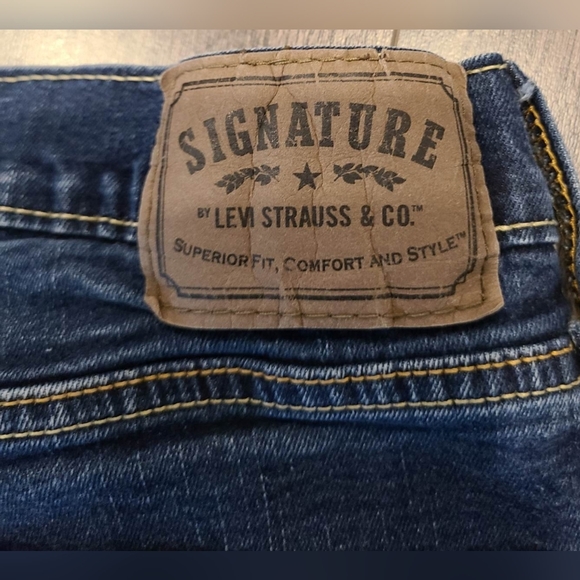 SIGNATURE
BY LEVI STRAUSS & CO.™
SUPERIOR FIT, COMFORT AND STYLE™